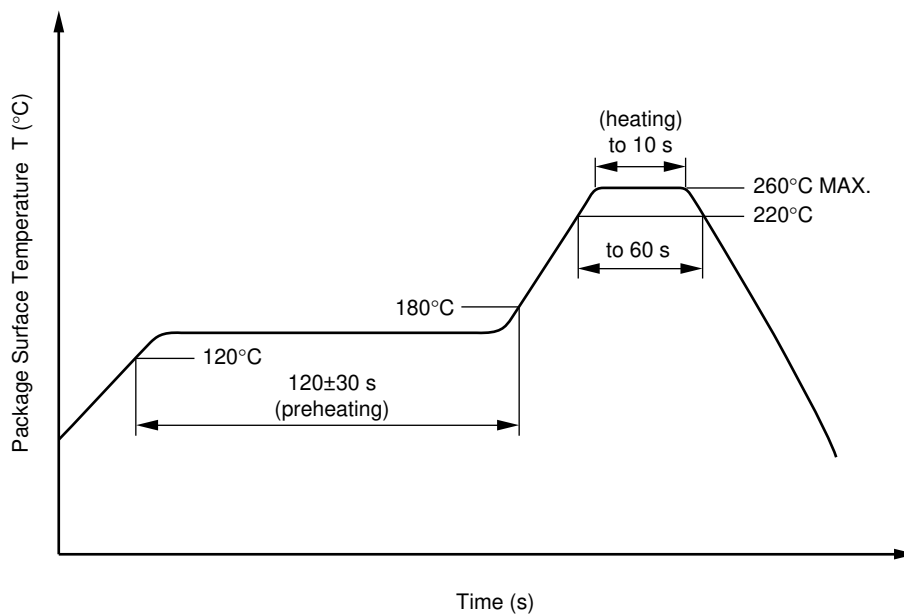 (heating)
to 10 s
260°C MAX.
220°C
to 60 s
180°C
120°C
120±30 s
(preheating)
Package Surface Temperature T (°C)
Time (s)